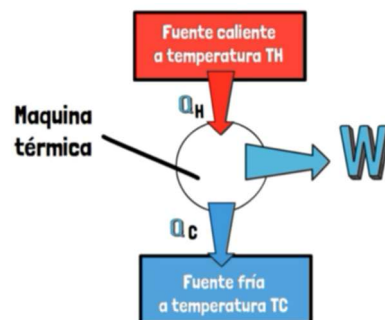 Fuente caliente
a temperatura TH
QH
Maquina
térmica
W
QC
Fuente fría
a temperatura TC